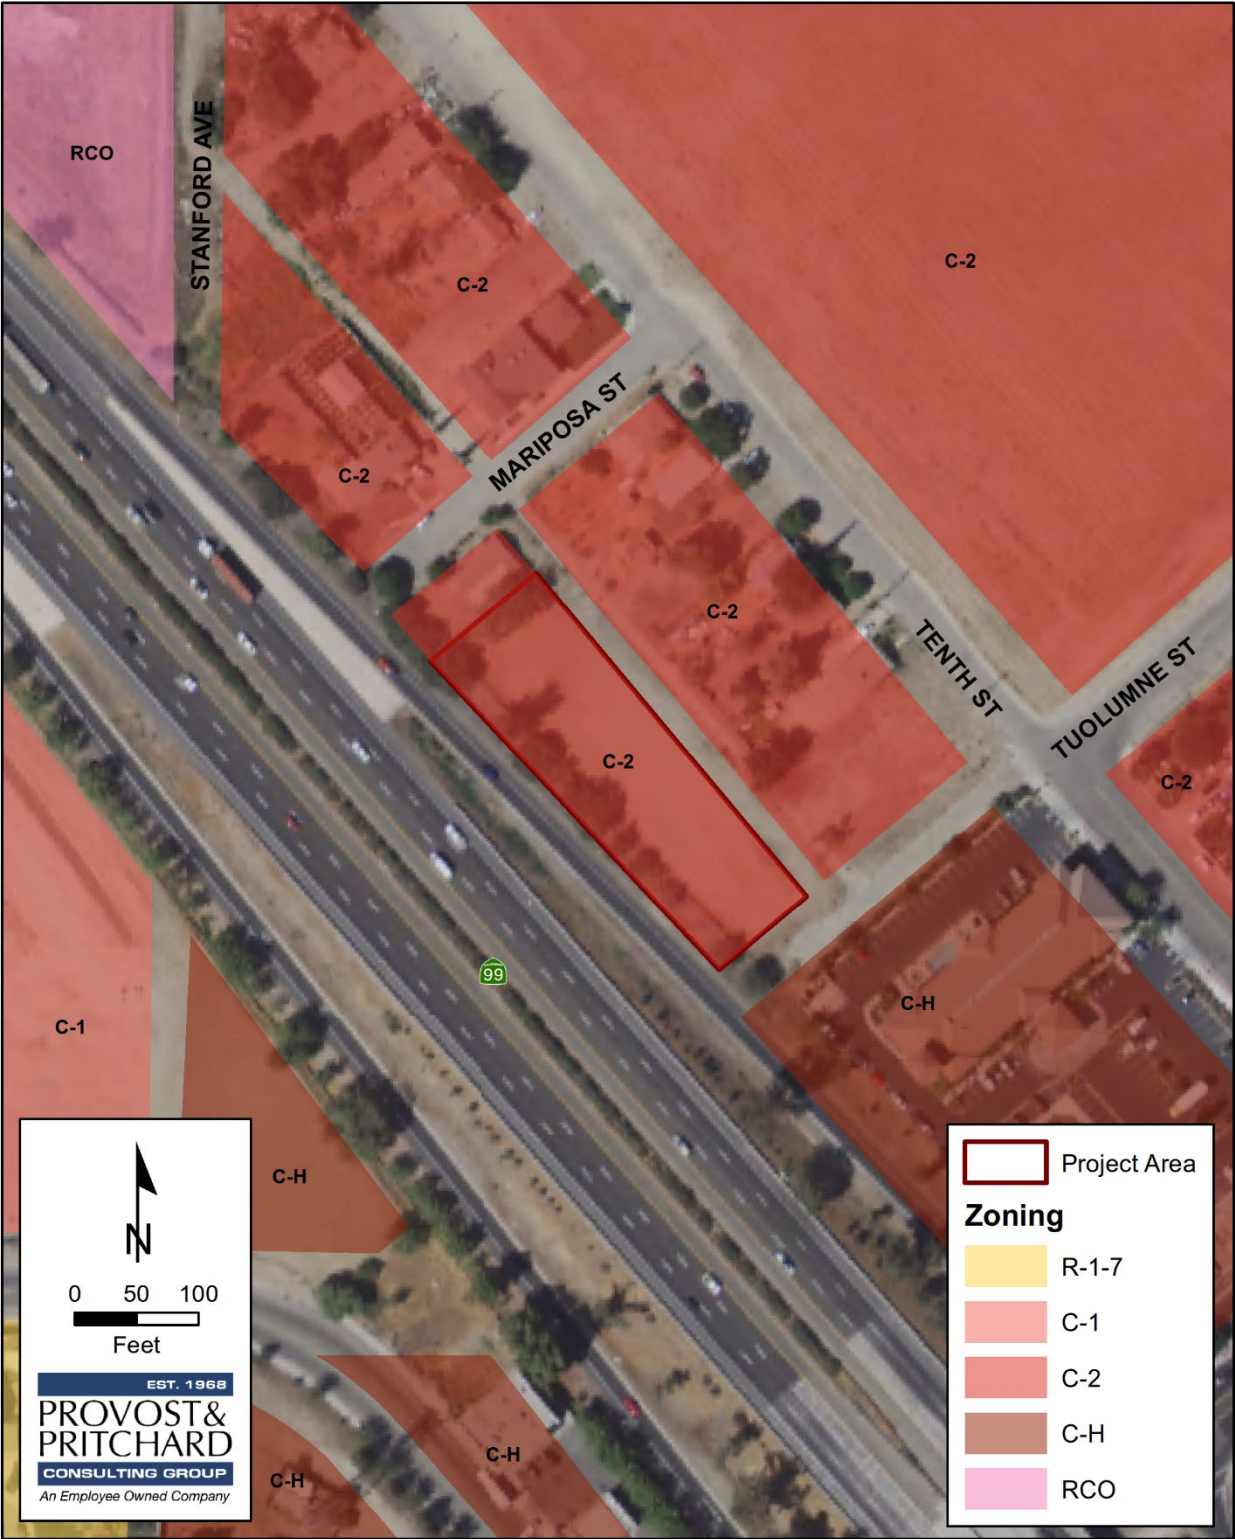 RCO
STANFORD AVE
C-2
C-2
MARIPOSA ST
C-2
C-2
TENTH ST
TUOLUMNE ST
C-2
C-2
C-2
99
C-H
C-1
C-H
C-H
C-H
N
0 50 100
Feet
EST. 1968
PROVOST&
PRITCHARD
CONSULTING GROUP
An Employee Owned Company
Project Area
Zoning
R-1-7
C-1
C-2
C-H
RCO